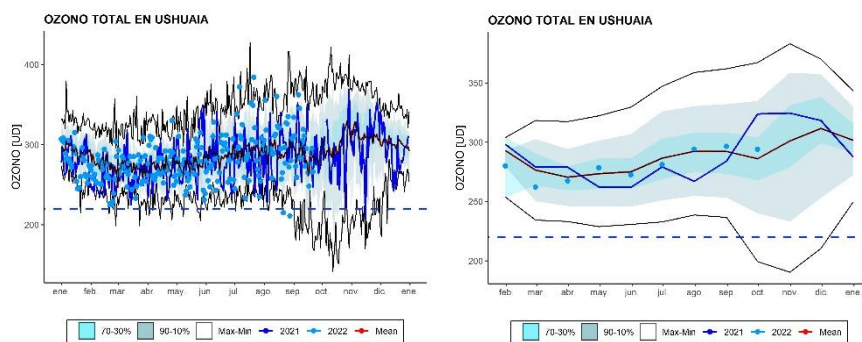 OZONO TOTAL EN USHUAIA
OZONO [UD]
400
300
200
ene. feb. mar. abr. may. jun. jul. ago. sep. oct. nov. dic. ene.
70-30% 90-10% Max-Min 2021 2022 Mean
OZONO TOTAL EN USHUAIA
OZONO [UD]
350
300
250
200
feb. mar. abr. may. jun. jul. ago. sep. oct. nov. dic. ene.
70-30% 90-10% Max-Min 2021 2022 Mean